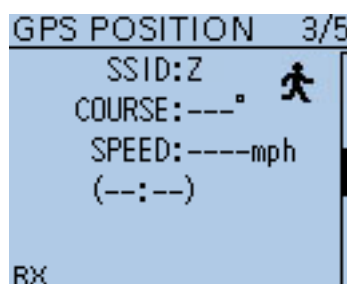 GPS POSITION 3/5
SSID:Z
COURSE:---°
SPEED:----mph
(--:--)
RX